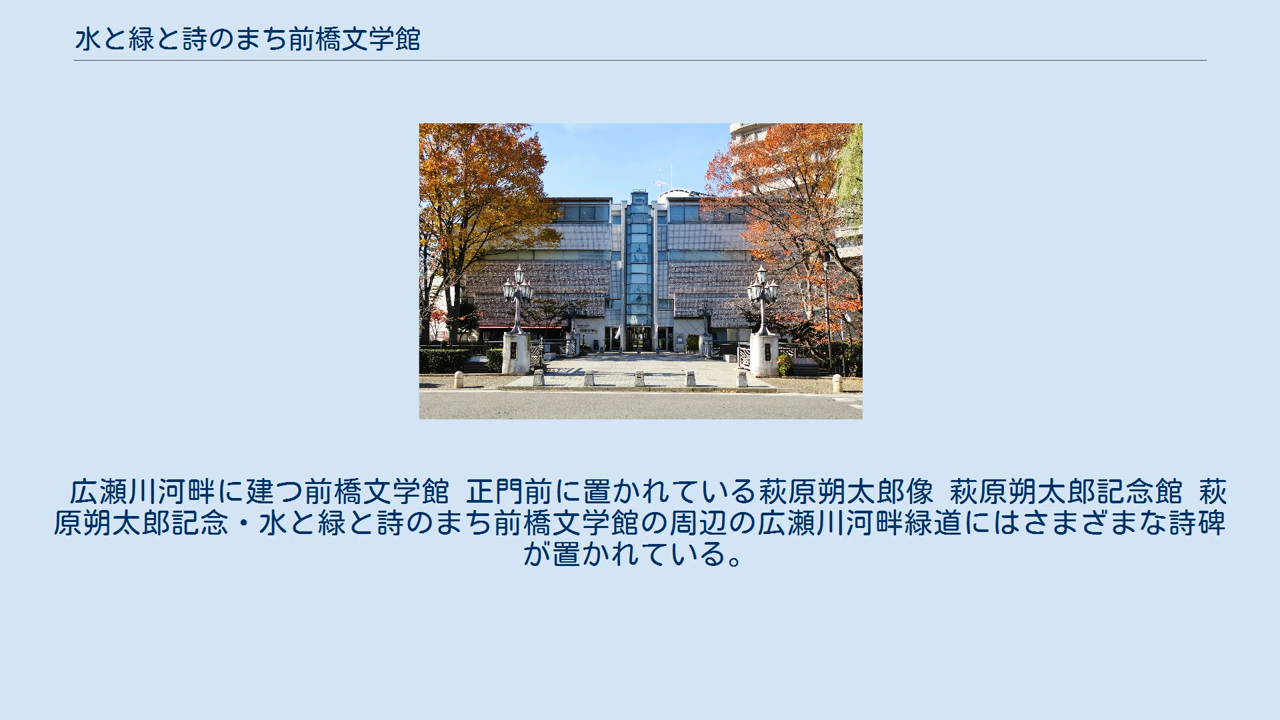 水と緑と詩のまち前橋文学館
広瀬川河畔に建つ前橋文学館 正門前に置かれている萩原朔太郎像 萩原朔太郎記念館 萩
原朔太郎記念・水と緑と詩のまち前橋文学館の周辺の広瀬川河畔緑道にはさまざまな詩碑
が置かれている。